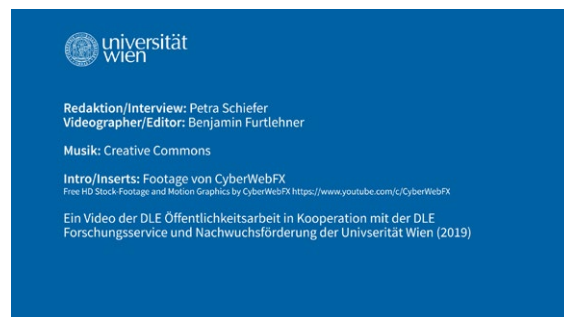 universität
wien
Redaktion/Interview: Petra Schiefer
Videographer/Editor: Benjamin Furtlehner
Musik: Creative Commons
Intro/Inserts: Footage von CyberWebFX
Free HD Stock-Footage and Motion Graphics by CyberWebFX https://www.youtube.com/c/CyberWebFX
Ein Video der DLE Öffentlichkeitsarbeit in Kooperation mit der DLE
Forschungsservice und Nachwuchsförderung der Univserität Wien (2019)